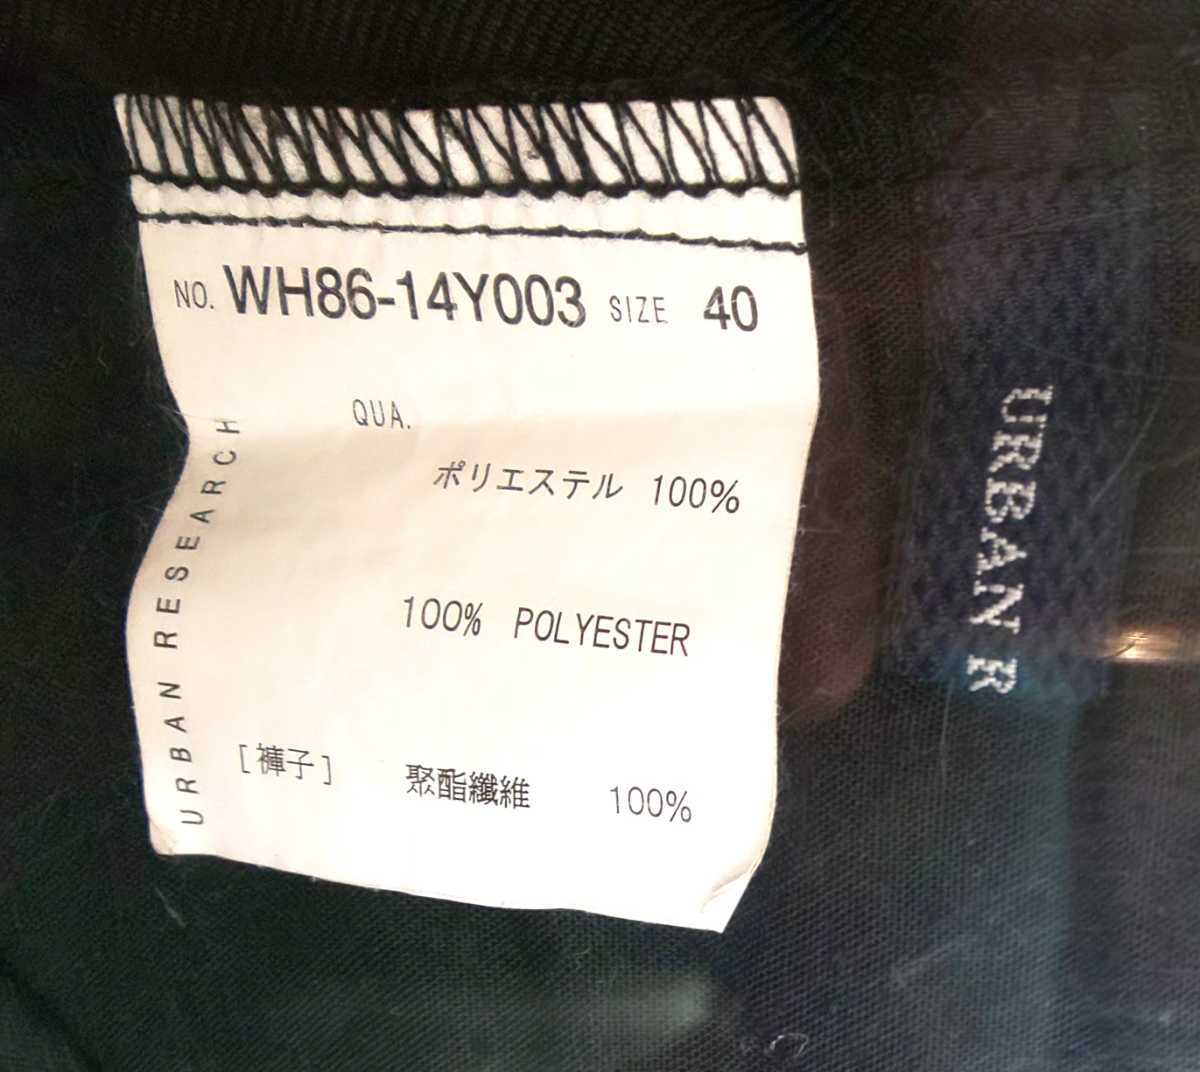 NO. WH86-14Y003 SIZE 40
QUA.
ポリエステル 100%
100% POLYESTER
[褲子] 聚酯纖維 100%
URBAN RESEARCH
URBAN R